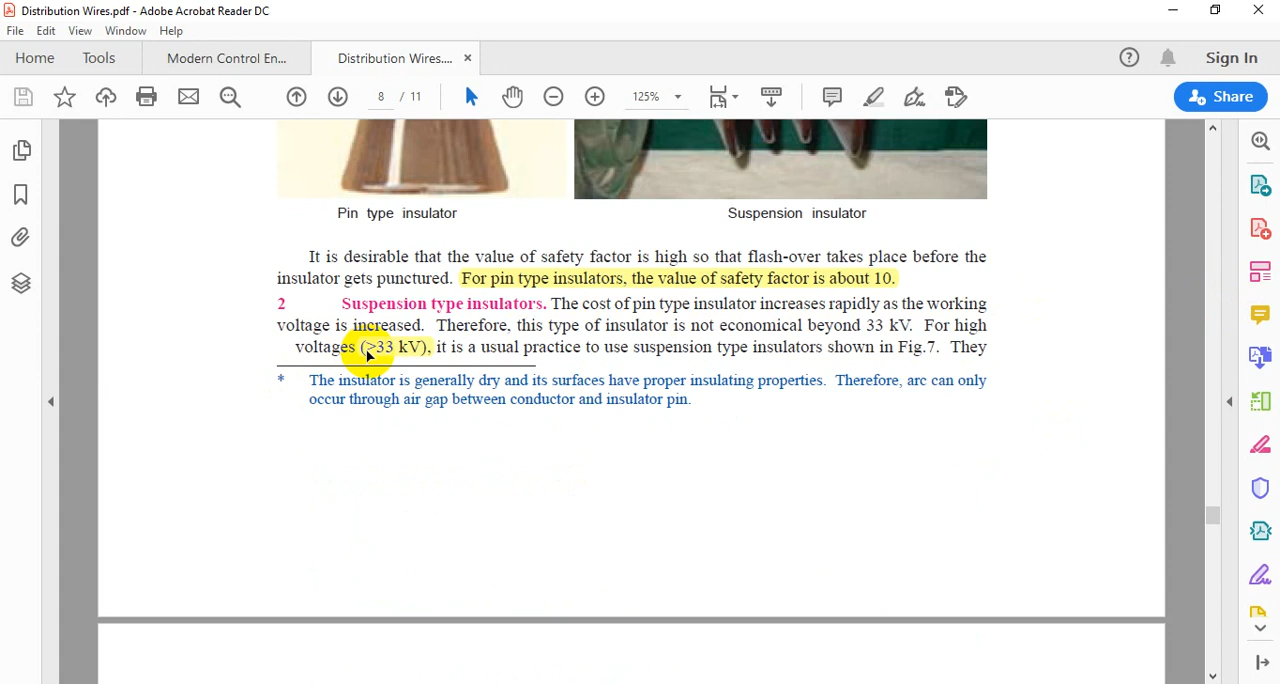 Distribution Wires.pdf - Adobe Acrobat Reader DC
File Edit View Window Help
Home Tools Modern Control En... Distribution Wires.... × Sign In
8 / 11 125% Share
Pin type insulator Suspension insulator
It is desirable that the value of safety factor is high so that flash-over takes place before the
insulator gets punctured. For pin type insulators, the value of safety factor is about 10.
2 Suspension type insulators. The cost of pin type insulator increases rapidly as the working
voltage is increased. Therefore, this type of insulator is not economical beyond 33 kV. For high
voltages (>33 kV), it is a usual practice to use suspension type insulators shown in Fig.7. They
* The insulator is generally dry and its surfaces have proper insulating properties. Therefore, arc can only
occur through air gap between conductor and insulator pin.